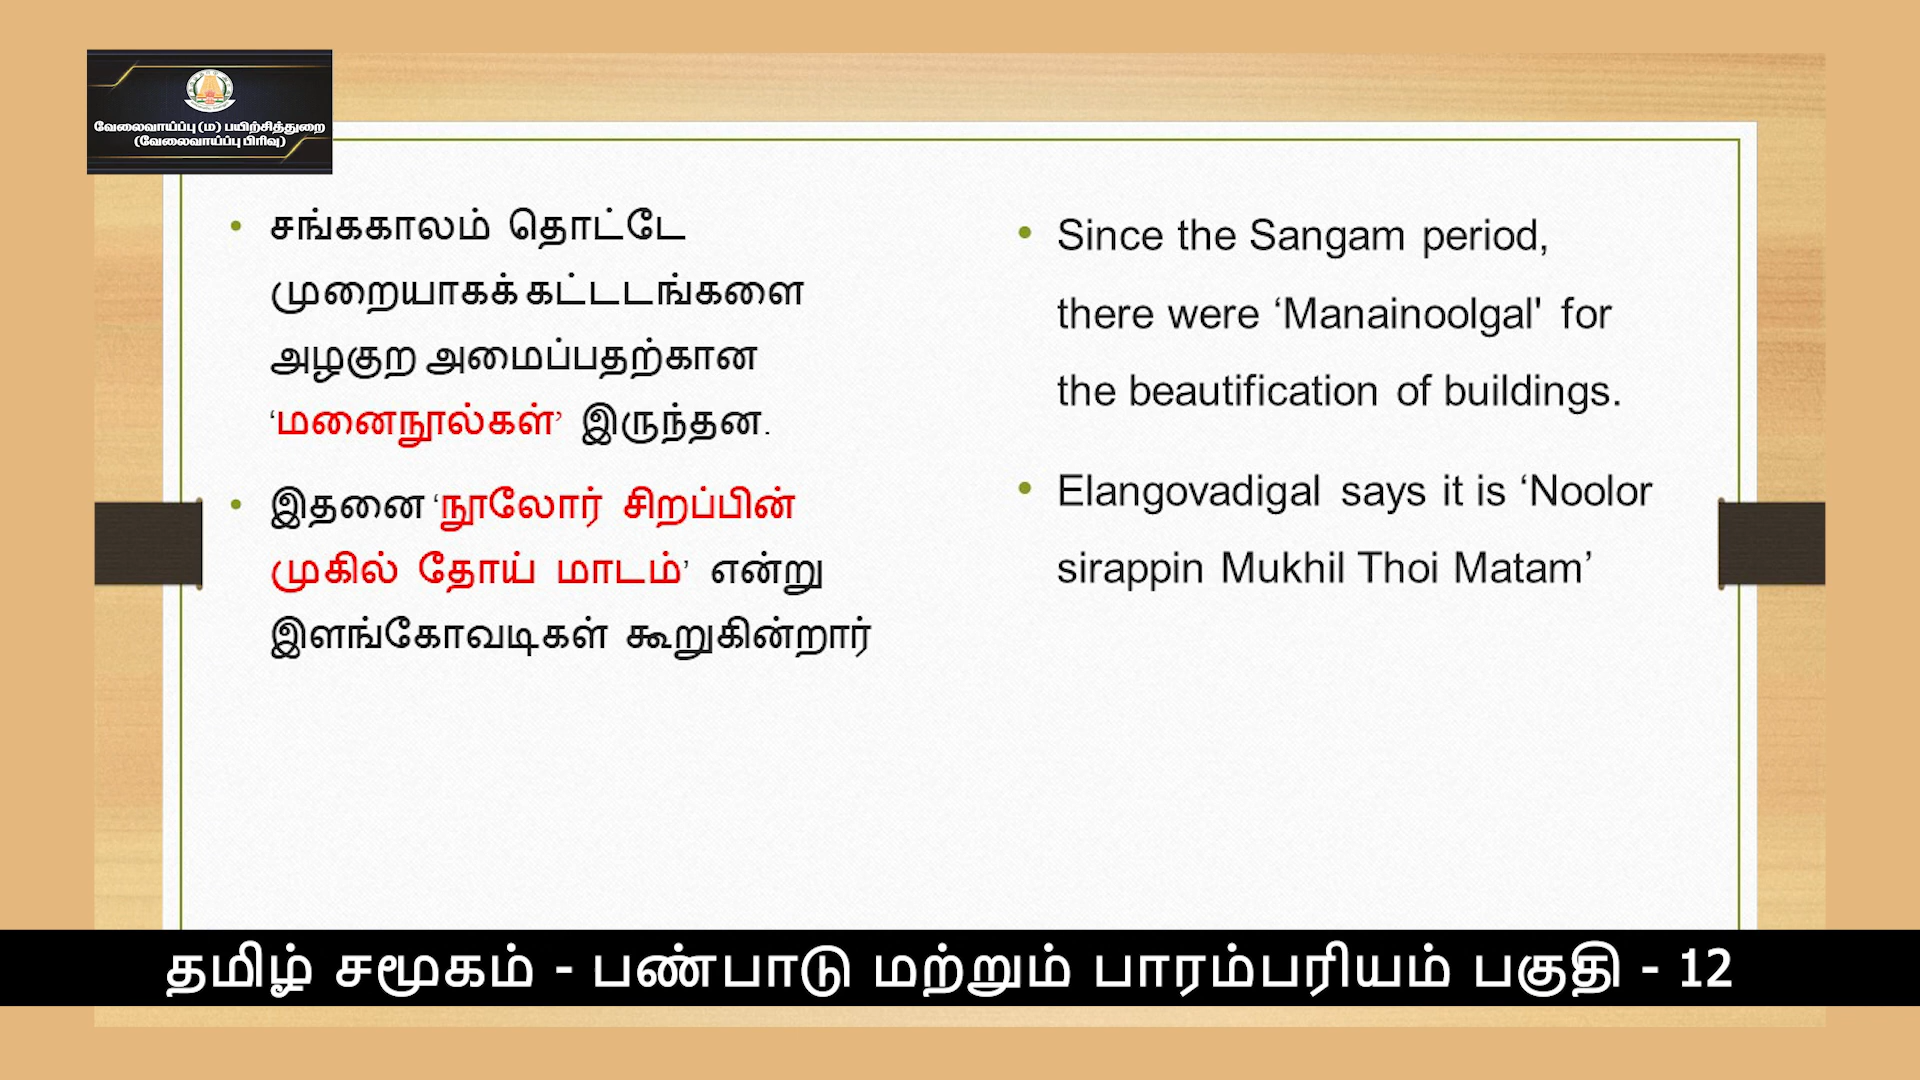 வேலைவாய்ப்பு (ம) பயிற்சித்துறை
(வேலைவாய்ப்பு பிரிவு)
• சங்ககாலம் தொட்டே
முறையாகக் கட்டடங்களை
அழகுற அமைப்பதற்கான
‘மனைநூல்கள்’ இருந்தன.
• இதனை ‘நூலோர் சிறப்பின்
முகில் தோய் மாடம்’ என்று
இளங்கோவடிகள் கூறுகின்றார்
• Since the Sangam period,
there were ‘Manainoolgal' for
the beautification of buildings.
• Elangovadigal says it is ‘Noolor
sirappin Mukhil Thoi Matam’
தமிழ் சமூகம் - பண்பாடு மற்றும் பாரம்பரியம் பகுதி - 12